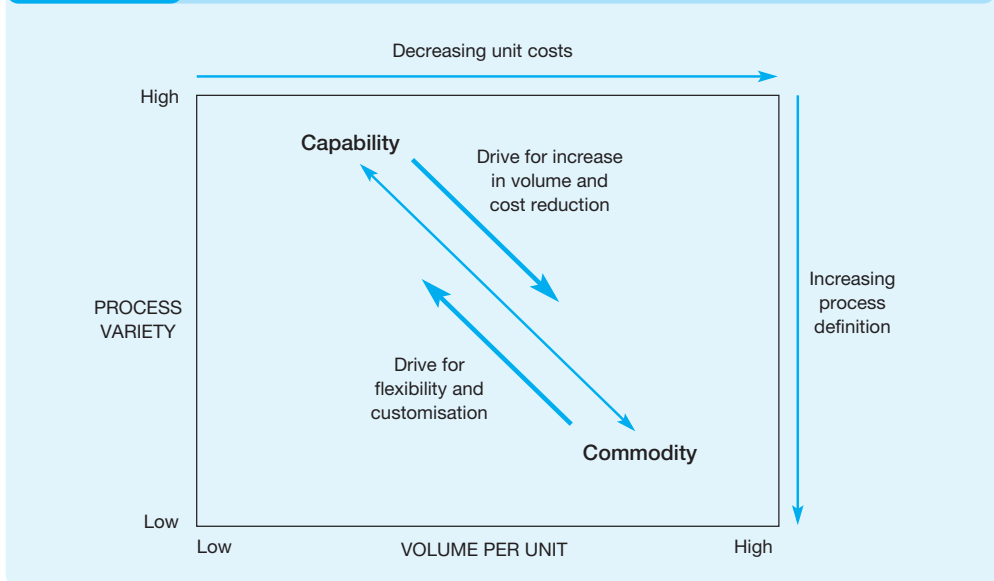 Decreasing unit costs
High
Capability
Drive for increase
in volume and
cost reduction
Increasing
process
definition
PROCESS
VARIETY
Drive for
flexibility and
customisation
Commodity
Low
Low
VOLUME PER UNIT
High